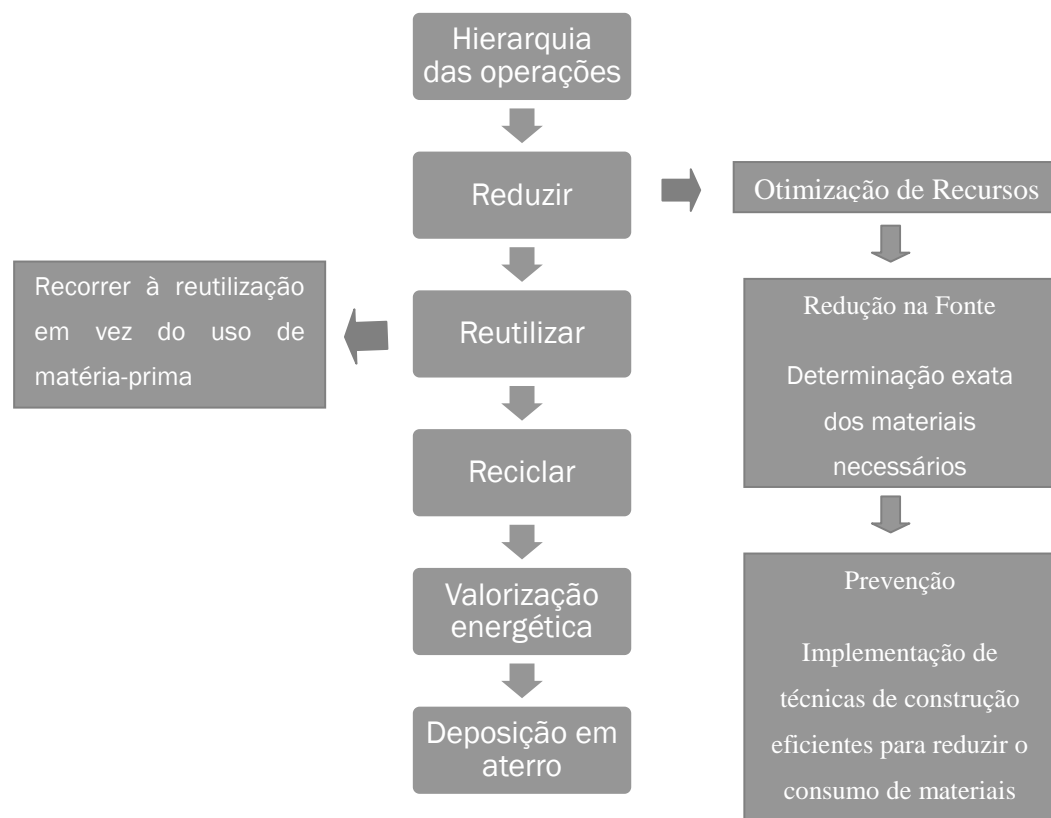 Hierarquia
das operações
Reduzir
Otimização de Recursos
Recorrer à reutilização
em vez do uso de
matéria-prima
Reutilizar
Redução na Fonte
Determinação exata
dos materiais
necessários
Reciclar
Valorização
energética
Prevenção
Implementação de
técnicas de construção
eficientes para reduzir o
consumo de materiais
Deposição em
aterro